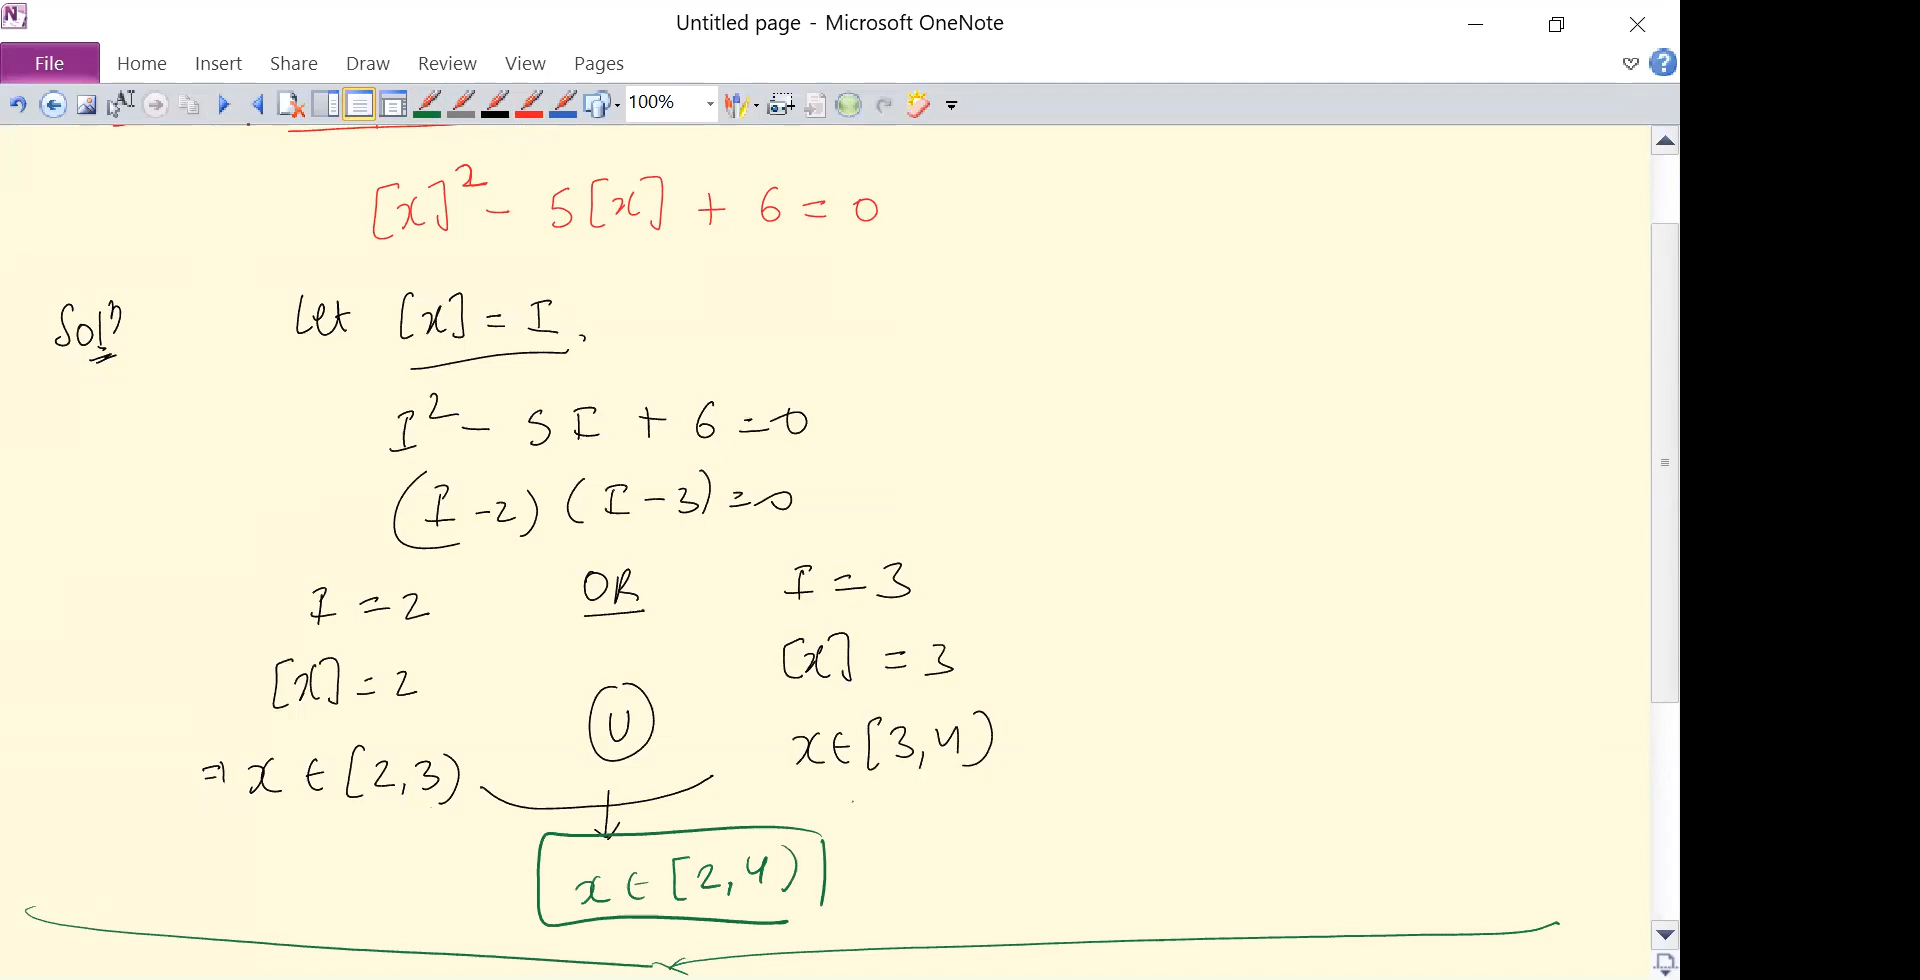 Untitled page - Microsoft OneNote
File Home Insert Share Draw Review View Pages
100%
[x]² - 5[x] + 6 = 0
Solⁿ Let [x] = I,
I² - 5I + 6 = 0
(I - 2) (I - 3) = 0
I = 2 OR I = 3
[x] = 2 [x] = 3
U
⇒ x ∈ [2,3) x ∈ [3,4)
x ∈ [2,4)